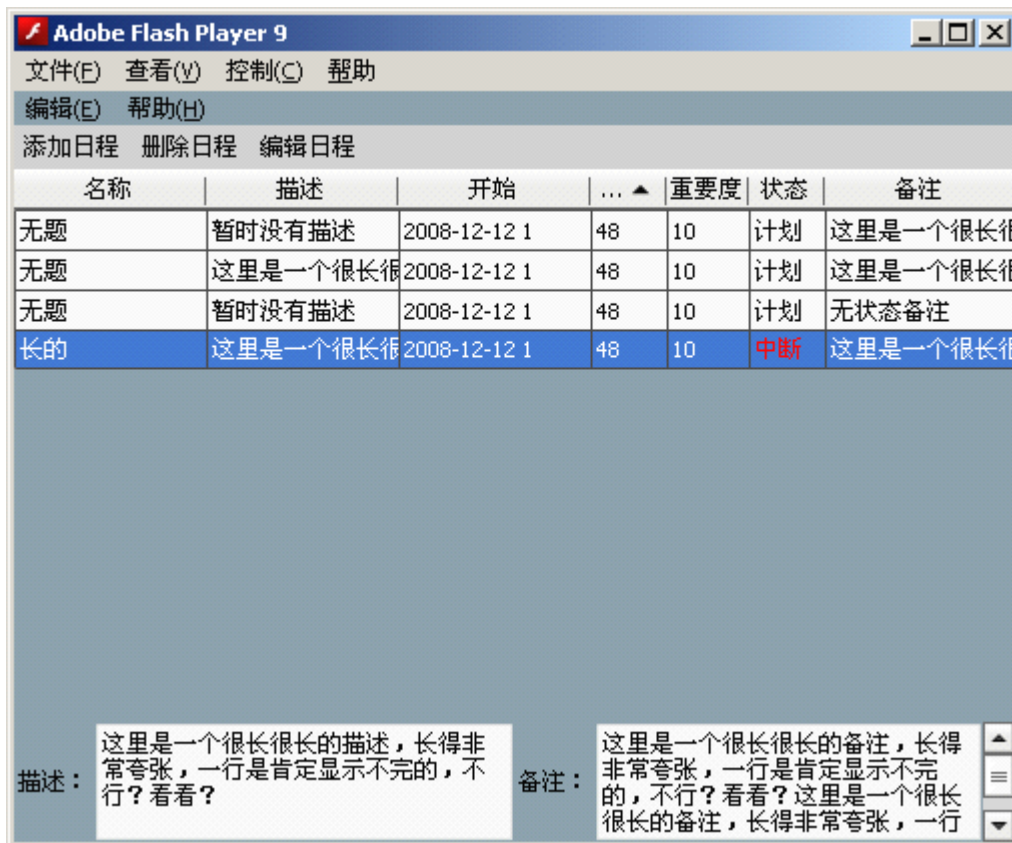 Adobe Flash Player 9
文件(F) 查看(V) 控制(C) 帮助
编辑(E) 帮助(H)
添加日程 删除日程 编辑日程
名称 描述 开始 ... 重要度 状态 备注
无题 暂时没有描述 2008-12-12 1 48 10 计划 这里是一个很长很
无题 这里是一个很长很 2008-12-12 1 48 10 计划 这里是一个很长很
无题 暂时没有描述 2008-12-12 1 48 10 计划 无状态备注
长的 这里是一个很长很 2008-12-12 1 48 10 中断 这里是一个很长很
描述：
这里是一个很长很长的描述，长得非
常夸张，一行是肯定显示不完的，不
行？看看？
备注：
这里是一个很长很长的备注，长得
非常夸张，一行是肯定显示不完
的，不行？看看？这里是一个很长
很长的备注，长得非常夸张，一行